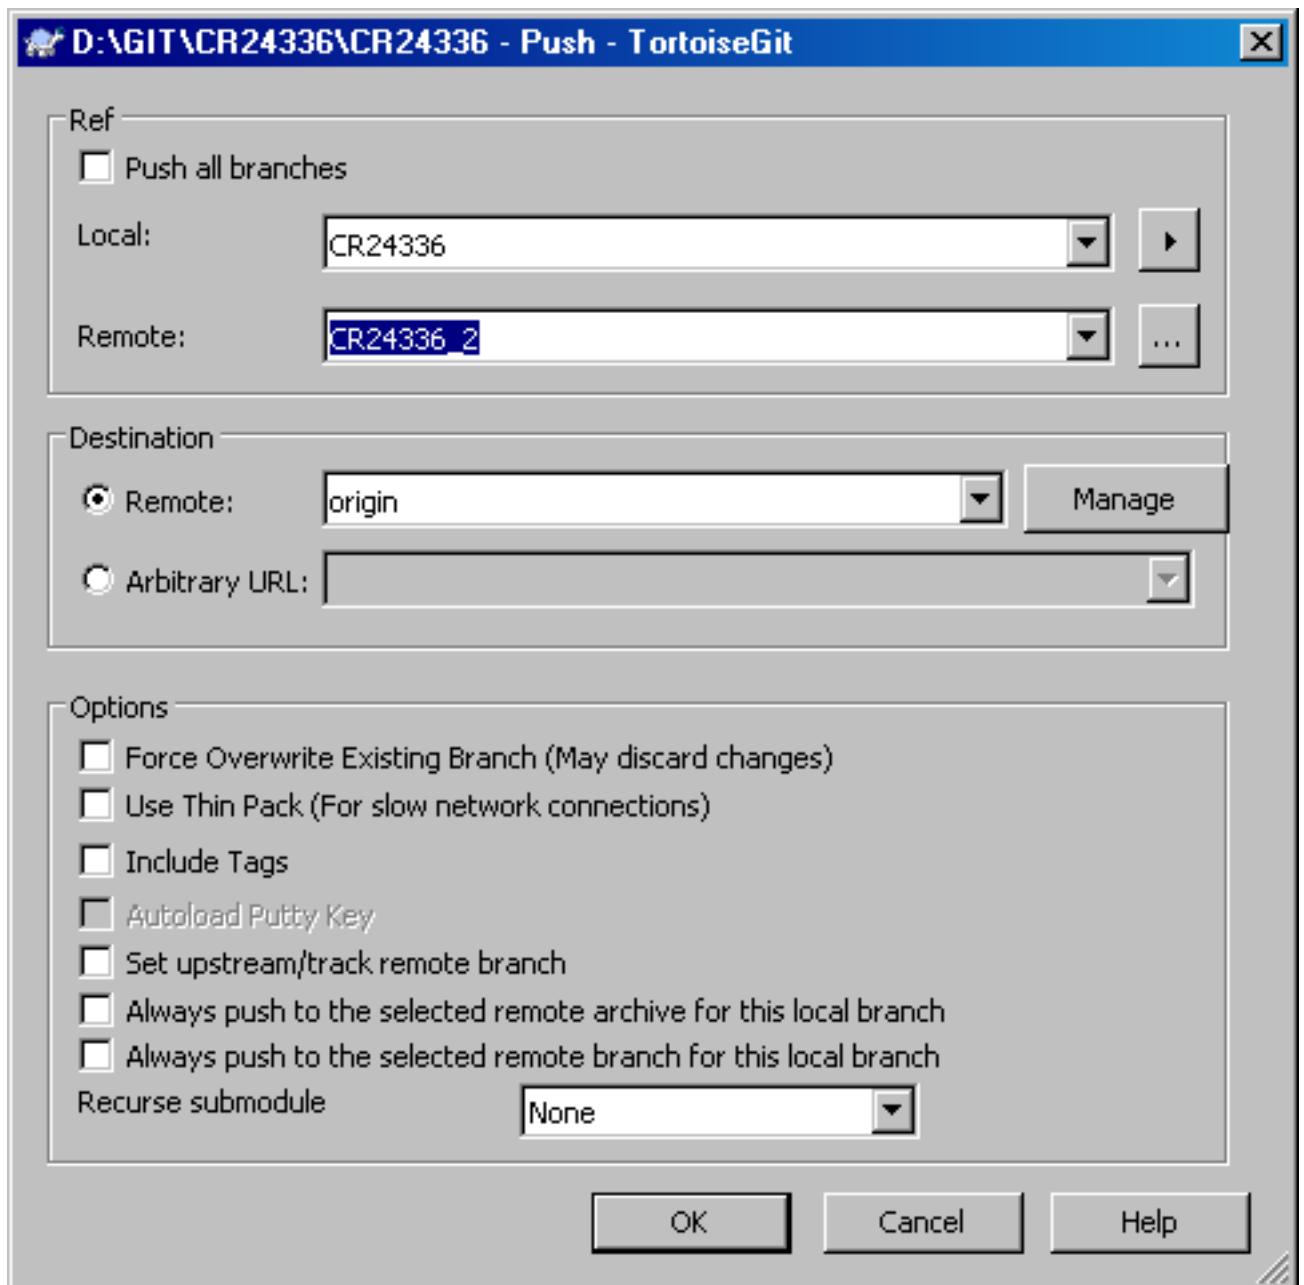 D:\GIT\CR24336\CR24336 - Push - TortoiseGit
Ref
Push all branches
Local:
CR24336
Remote:
CR24336_2
...
Destination
Remote:
origin
Manage
Arbitrary URL:
Options
Force Overwrite Existing Branch (May discard changes)
Use Thin Pack (For slow network connections)
Include Tags
Autoload Putty Key
Set upstream/track remote branch
Always push to the selected remote archive for this local branch
Always push to the selected remote branch for this local branch
Recurse submodule
None
OK
Cancel
Help